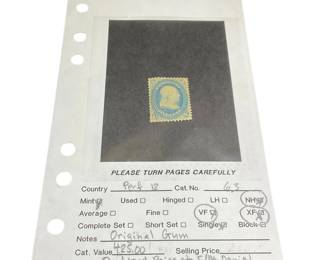 PLEASE TURN PAGES CAREFULLY
Country Perf 12 Cat. No. 63
Mint Used Hinged LH NH
Average Fine VF XF
Complete Set Short Set Single Block
Notes Original Gum
Cat. Value 425.00 Selling Price